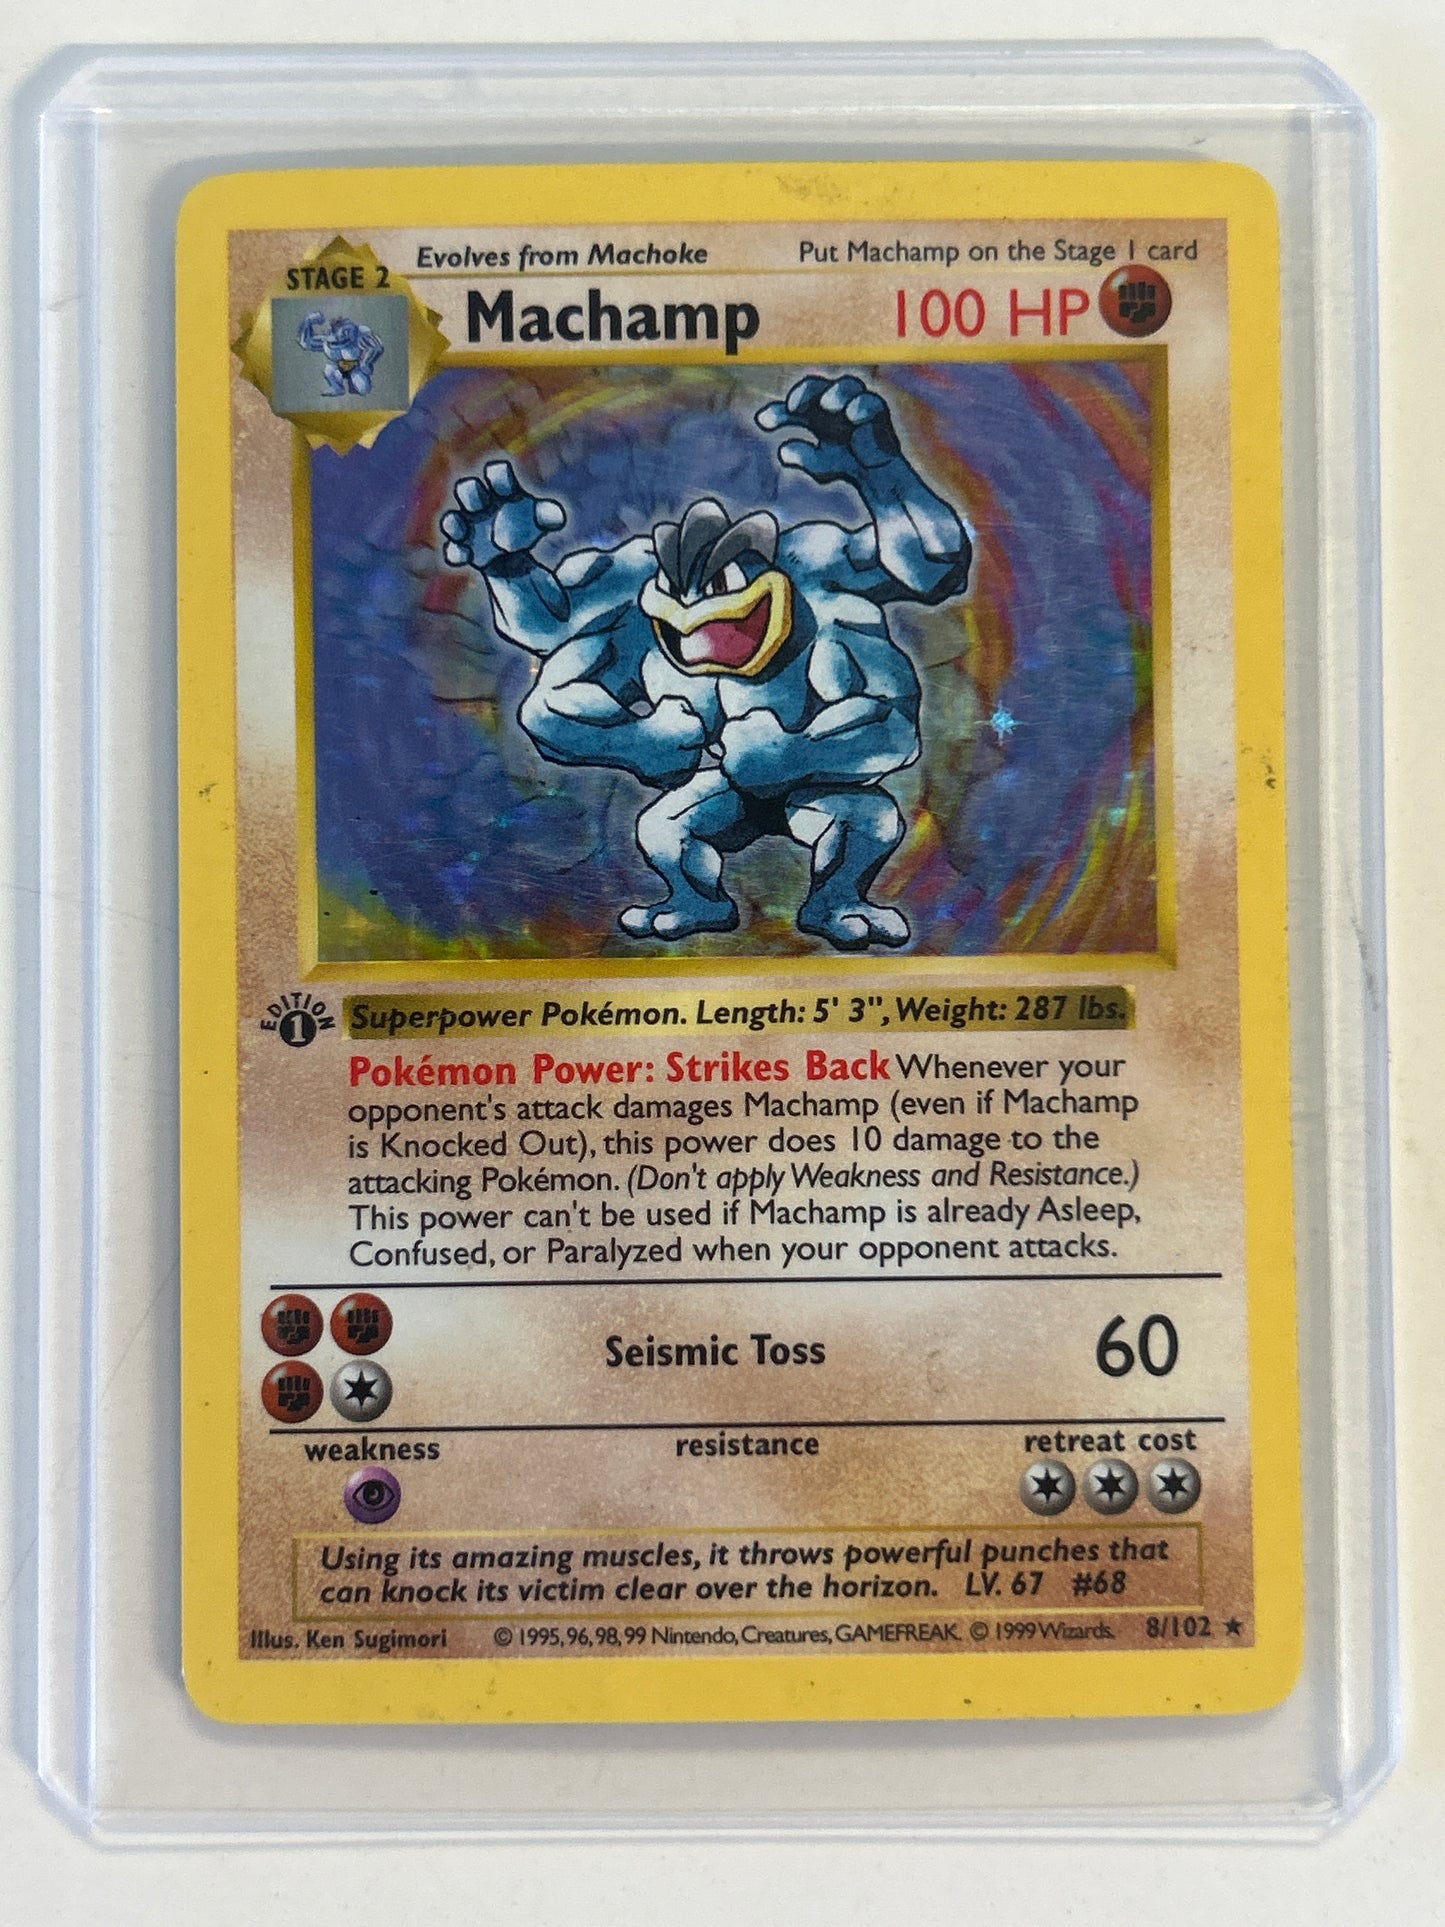 Evolves from Machoke Put Machamp on the Stage 1 card
STAGE 2
Machamp 100 HP
EDITION
1
Superpower Pokémon. Length: 5' 3", Weight: 287 lbs.
Pokémon Power: Strikes Back Whenever your
opponent's attack damages Machamp (even if Machamp
is Knocked Out), this power does 10 damage to the
attacking Pokémon. (Don't apply Weakness and Resistance.)
This power can't be used if Machamp is already Asleep,
Confused, or Paralyzed when your opponent attacks.
Seismic Toss 60
weakness resistance retreat cost
Using its amazing muscles, it throws powerful punches that
can knock its victim clear over the horizon. LV. 67 #68
Illus. Ken Sugimori © 1995, 96, 98, 99 Nintendo, Creatures, GAMEFREAK. © 1999 Wizards. 8/102 ★